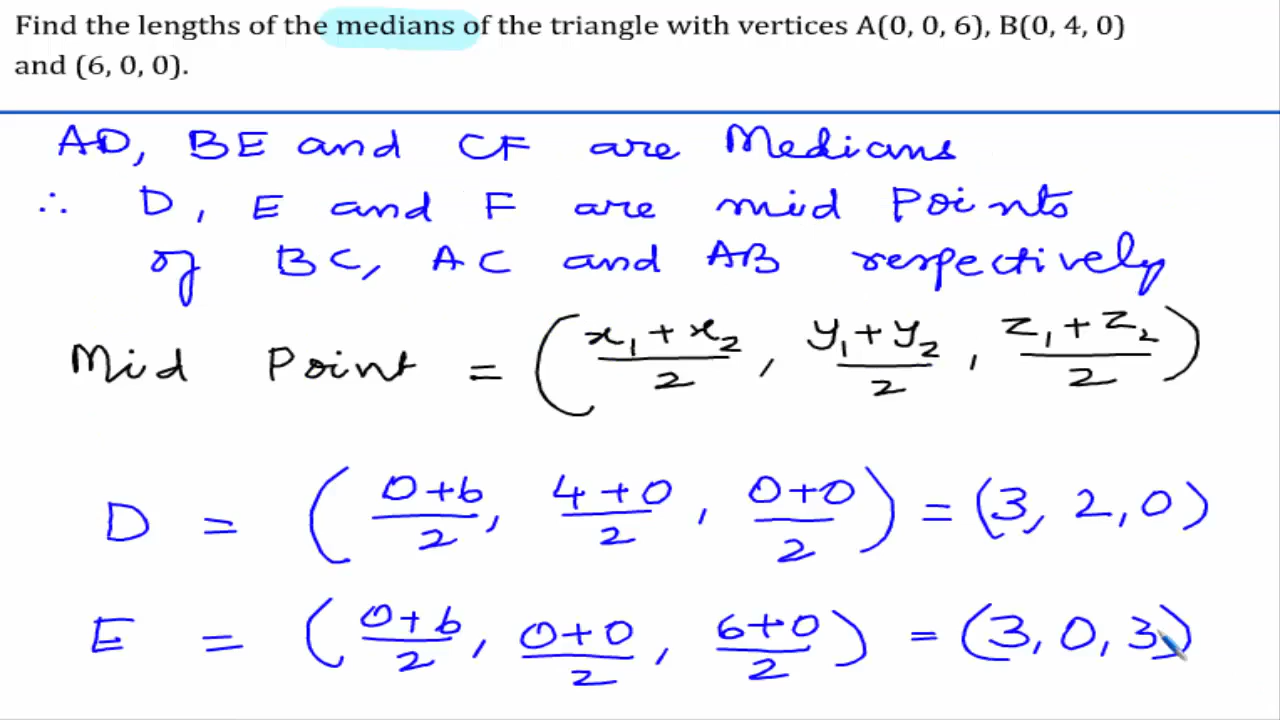 Find the lengths of the medians of the triangle with vertices A(0, 0, 6), B(0, 4, 0)
and (6, 0, 0).
AD, BE and CF are Medians
∴ D, E and F are mid Points
of BC, AC and AB respectively
Mid Point = ( (x₁ + x₂)/2 , (y₁ + y₂)/2 , (z₁ + z₂)/2 )
D = ( (0+6)/2 , (4+0)/2 , (0+0)/2 ) = (3, 2, 0)
E = ( (0+6)/2 , (0+0)/2 , (6+0)/2 ) = (3, 0, 3)